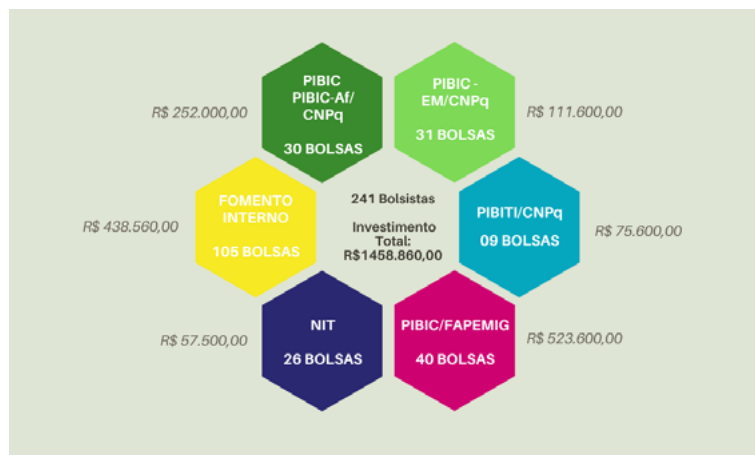 PIBIC
PIBIC-Af/
CNPq
30 BOLSAS
R$ 252.000,00
PIBIC -
EM/CNPq
31 BOLSAS
R$ 111.600,00
FOMENTO
INTERNO
105 BOLSAS
R$ 438.560,00
241 Bolsistas
Investimento
Total:
R$1458.860,00
PIBITI/CNPq
09 BOLSAS
R$ 75.600,00
NIT
26 BOLSAS
R$ 57.500,00
PIBIC/FAPEMIG
40 BOLSAS
R$ 523.600,00